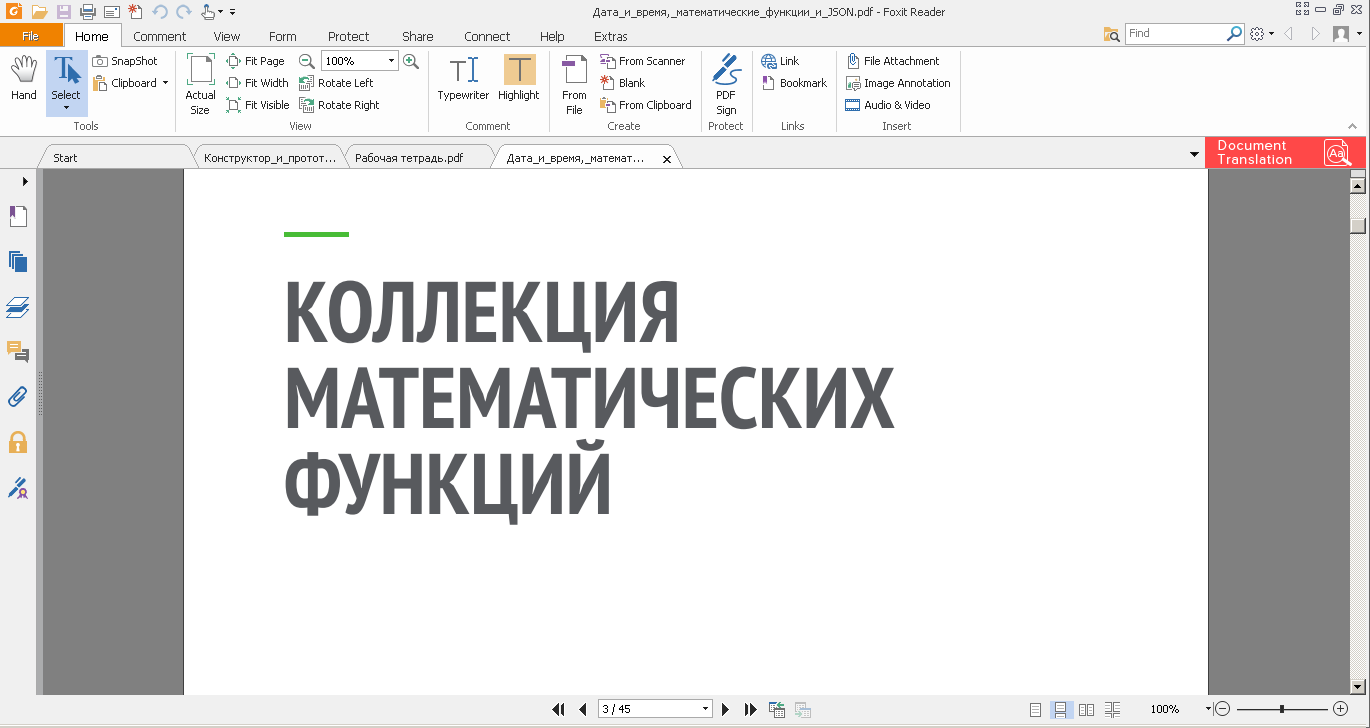 Дата_и_время,_математические_функции_и_JSON.pdf - Foxit Reader
File Home Comment View Form Protect Share Connect Help Extras
Find
Hand
Select
SnapShot
Clipboard
Tools
Actual
Size
Fit Page
Fit Width
Fit Visible
100%
Rotate Left
Rotate Right
View
Typewriter
Highlight
Comment
From
File
From Scanner
Blank
From Clipboard
Create
PDF
Sign
Protect
Link
Bookmark
Links
File Attachment
Image Annotation
Audio & Video
Insert
Start
Конструктор_и_протот...
Рабочая тетрадь.pdf
Дата_и_время,_математ...
Document
Translation
Aa
КОЛЛЕКЦИЯ
МАТЕМАТИЧЕСКИХ
ФУНКЦИЙ
3 / 45
100%